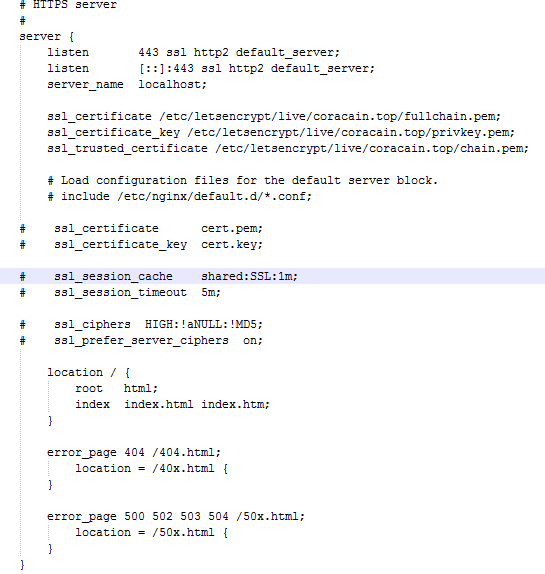 # HTTPS server
#
server {
    listen       443 ssl http2 default_server;
    listen       [::]:443 ssl http2 default_server;
    server_name  localhost;

    ssl_certificate /etc/letsencrypt/live/coracain.top/fullchain.pem;
    ssl_certificate_key /etc/letsencrypt/live/coracain.top/privkey.pem;
    ssl_trusted_certificate /etc/letsencrypt/live/coracain.top/chain.pem;

    # Load configuration files for the default server block.
    # include /etc/nginx/default.d/*.conf;

#    ssl_certificate      cert.pem;
#    ssl_certificate_key  cert.key;

#    ssl_session_cache    shared:SSL:1m;
#    ssl_session_timeout  5m;

#    ssl_ciphers  HIGH:!aNULL:!MD5;
#    ssl_prefer_server_ciphers  on;

    location / {
        root   html;
        index  index.html index.htm;
    }

    error_page 404 /404.html;
        location = /40x.html {
    }

    error_page 500 502 503 504 /50x.html;
        location = /50x.html {
    }
}